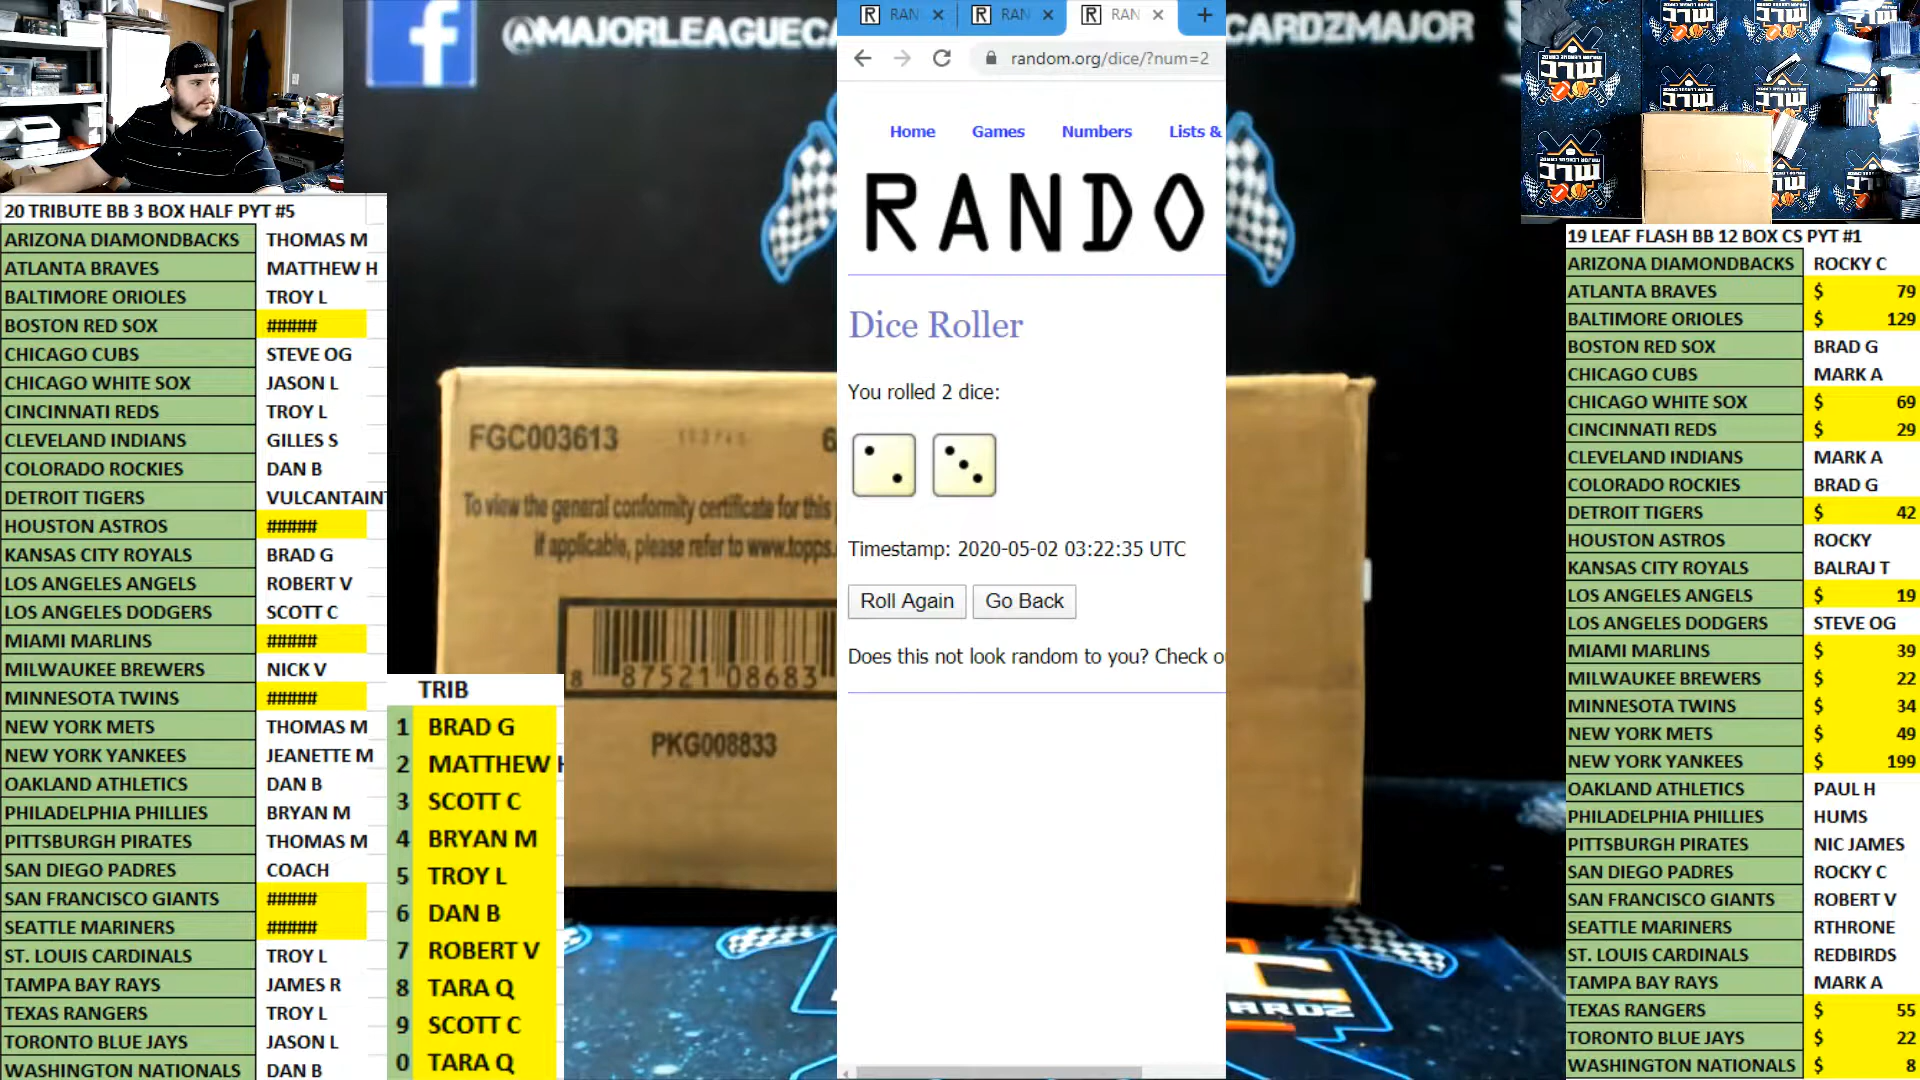 @MAJORLEAGUECA
CARDZMAJOR
RAN
RAN
RAN
random.org/dice/?num=2
Home Games Numbers Lists &
RANDO
Dice Roller
You rolled 2 dice:
Timestamp: 2020-05-02 03:22:35 UTC
Roll Again Go Back
Does this not look random to you? Check o
20 TRIBUTE BB 3 BOX HALF PYT #5
ARIZONA DIAMONDBACKS THOMAS M
ATLANTA BRAVES MATTHEW H
BALTIMORE ORIOLES TROY L
BOSTON RED SOX #####
CHICAGO CUBS STEVE OG
CHICAGO WHITE SOX JASON L
CINCINNATI REDS TROY L
CLEVELAND INDIANS GILLES S
COLORADO ROCKIES DAN B
DETROIT TIGERS VULCANTAIN
HOUSTON ASTROS #####
KANSAS CITY ROYALS BRAD G
LOS ANGELES ANGELS ROBERT V
LOS ANGELES DODGERS SCOTT C
MIAMI MARLINS #####
MILWAUKEE BREWERS NICK V
MINNESOTA TWINS #####
NEW YORK METS THOMAS M
NEW YORK YANKEES JEANETTE M
OAKLAND ATHLETICS DAN B
PHILADELPHIA PHILLIES BRYAN M
PITTSBURGH PIRATES THOMAS M
SAN DIEGO PADRES COACH
SAN FRANCISCO GIANTS #####
SEATTLE MARINERS #####
ST. LOUIS CARDINALS TROY L
TAMPA BAY RAYS JAMES R
TEXAS RANGERS TROY L
TORONTO BLUE JAYS JASON L
WASHINGTON NATIONALS DAN B
FGC003613 6
To view the general conformity certificate for this
if applicable, please refer to www.topps.
8 87521 08683
PKG008833
TRIB
1 BRAD G
2 MATTHEW H
3 SCOTT C
4 BRYAN M
5 TROY L
6 DAN B
7 ROBERT V
8 TARA Q
9 SCOTT C
0 TARA Q
19 LEAF FLASH BB 12 BOX CS PYT #1
ARIZONA DIAMONDBACKS ROCKY C
ATLANTA BRAVES $ 79
BALTIMORE ORIOLES $ 129
BOSTON RED SOX BRAD G
CHICAGO CUBS MARK A
CHICAGO WHITE SOX $ 69
CINCINNATI REDS $ 29
CLEVELAND INDIANS MARK A
COLORADO ROCKIES BRAD G
DETROIT TIGERS $ 42
HOUSTON ASTROS ROCKY
KANSAS CITY ROYALS BALRAJ T
LOS ANGELES ANGELS $ 19
LOS ANGELES DODGERS STEVE OG
MIAMI MARLINS $ 39
MILWAUKEE BREWERS $ 22
MINNESOTA TWINS $ 34
NEW YORK METS $ 49
NEW YORK YANKEES $ 199
OAKLAND ATHLETICS PAUL H
PHILADELPHIA PHILLIES HUMS
PITTSBURGH PIRATES NIC JAMES
SAN DIEGO PADRES ROCKY C
SAN FRANCISCO GIANTS ROBERT V
SEATTLE MARINERS RTHRONE
ST. LOUIS CARDINALS REDBIRDS
TAMPA BAY RAYS MARK A
TEXAS RANGERS $ 55
TORONTO BLUE JAYS $ 22
WASHINGTON NATIONALS $ 8